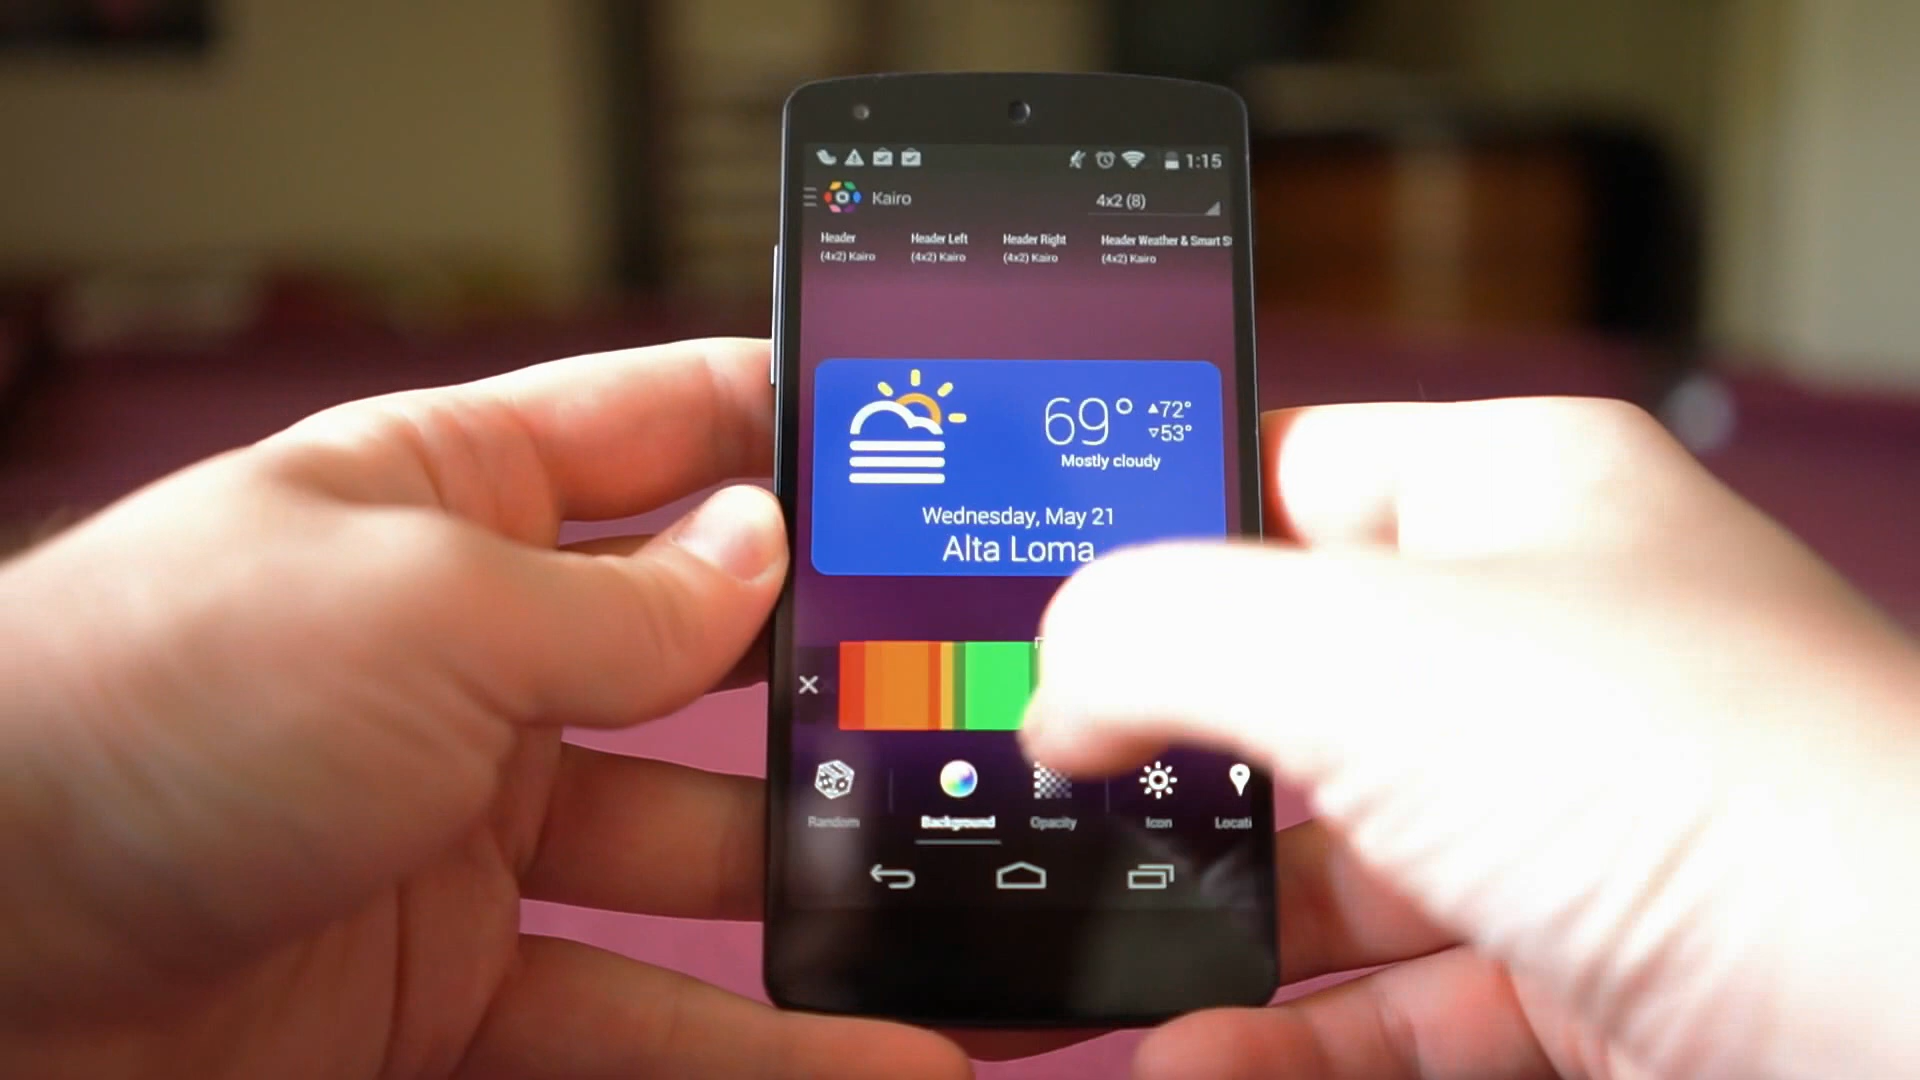 1:15
Kairo
4x2 (8)
Header
(4x2) Kairo
Header Left
(4x2) Kairo
Header Right
(4x2) Kairo
Header Weather & Smart S
(4x2) Kairo
69° ▲72°
▽53°
Mostly cloudy
Wednesday, May 21
Alta Loma
Random
Background
Opacity
Icon
Locati